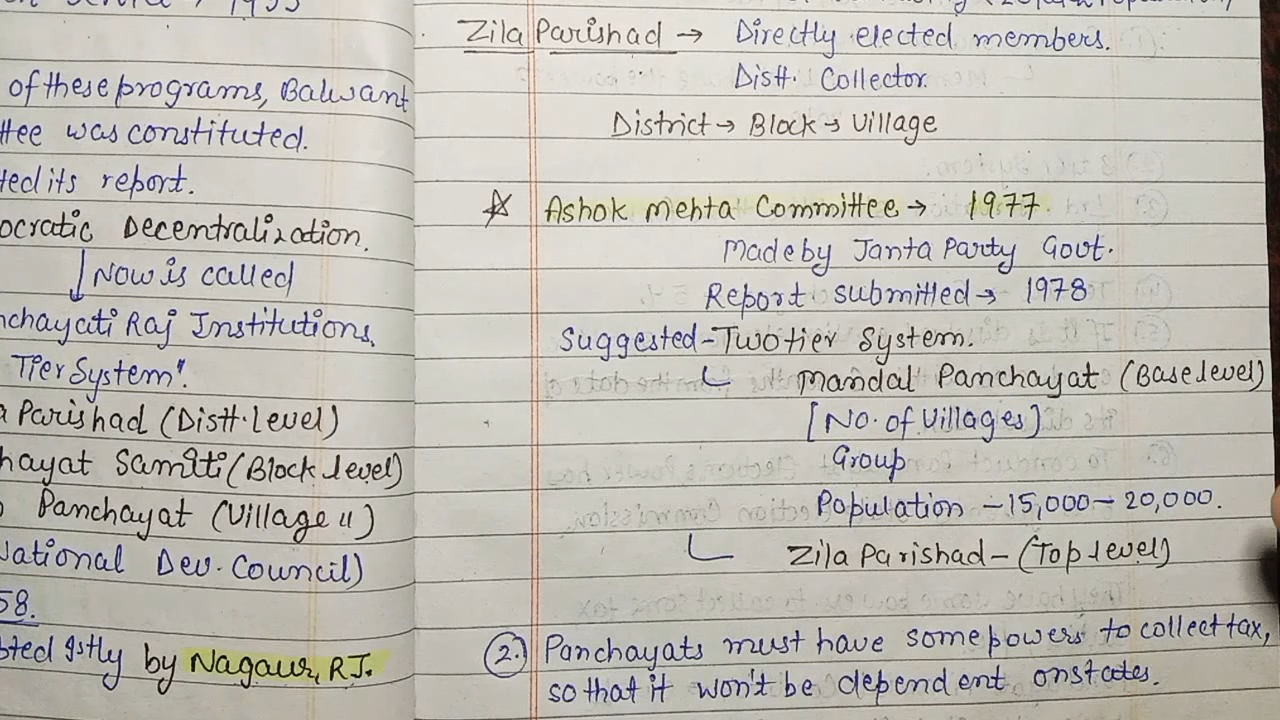 1953
of these programs, Balwant
ttee was constituted.
ted its report.
ocratic Decentralization.
↓ Now is called
nchayati Raj Institutions.
Tier System".
a Parishad (Distt. Level)
hayat Samiti (Block level)
Panchayat (Village ")
National Dev. Council)
58.
pted 1stly by Nagaur, RJ.
Zila Parishad → Directly elected members.
Distt. Collector.
District → Block → Village
☆ Ashok Mehta Committee → 1977
Made by Janta Party Govt.
Report submitted → 1978
Suggested - Two tier System.
Mandal Panchayat (Base level)
[No. of Villages]
Group
Population - 15,000 - 20,000.
Zila Parishad - (Top level)
2. Panchayats must have some powers to collect tax,
so that it won't be dependent on states.